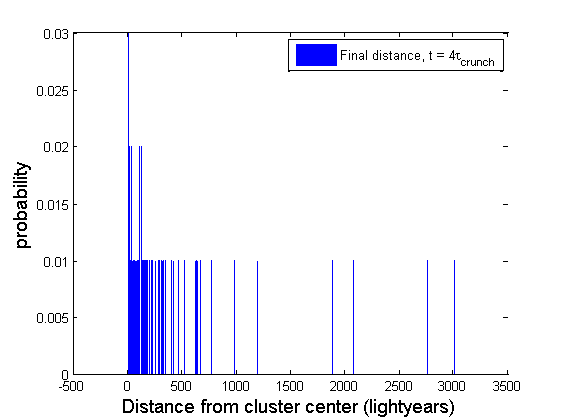 0.03
0.025
0.02
0.015
0.01
0.005
0
probability
Final distance, t = 4τcrunch
-500 0 500 1000 1500 2000 2500 3000 3500
Distance from cluster center (lightyears)